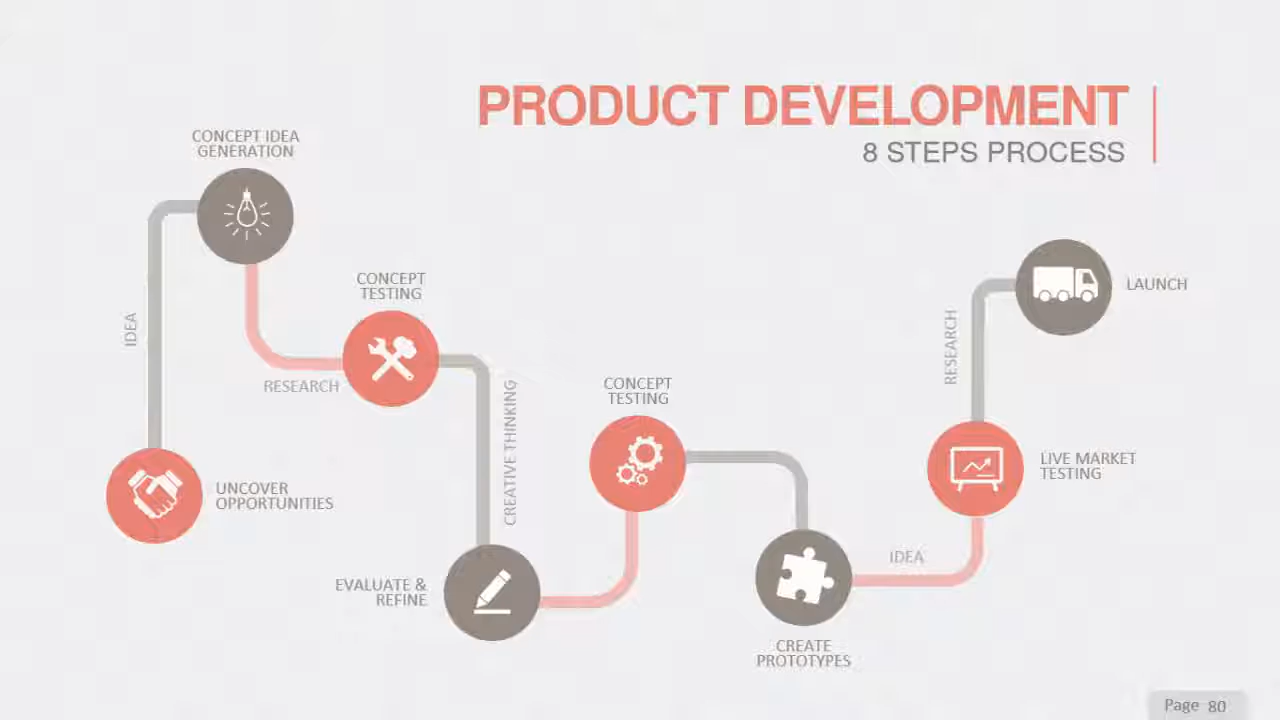 PRODUCT DEVELOPMENT
8 STEPS PROCESS
CONCEPT IDEA
GENERATION
IDEA
UNCOVER
OPPORTUNITIES
RESEARCH
CONCEPT
TESTING
CREATIVE THINKING
EVALUATE &
REFINE
CONCEPT
TESTING
CREATE
PROTOTYPES
IDEA
LIVE MARKET
TESTING
RESEARCH
LAUNCH
Page 80